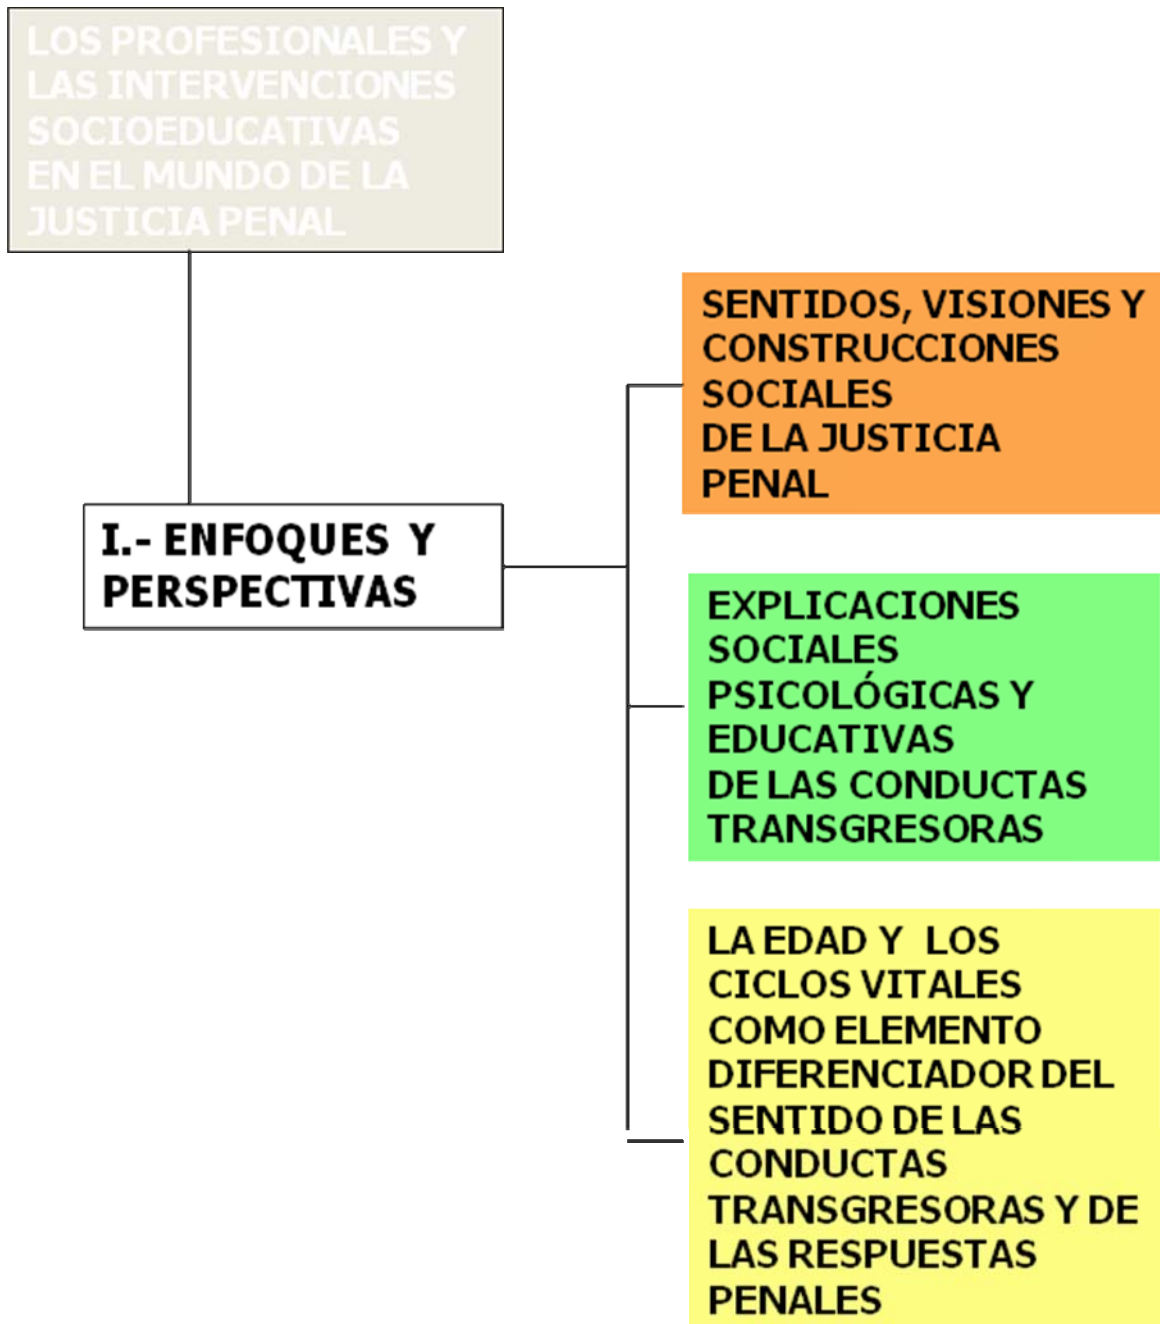 LOS PROFESIONALES Y
LAS INTERVENCIONES
SOCIOEDUCATIVAS
EN EL MUNDO DE LA
JUSTICIA PENAL
I.- ENFOQUES Y
PERSPECTIVAS
SENTIDOS, VISIONES Y
CONSTRUCCIONES
SOCIALES
DE LA JUSTICIA
PENAL
EXPLICACIONES
SOCIALES
PSICOLÓGICAS Y
EDUCATIVAS
DE LAS CONDUCTAS
TRANSGRESORAS
LA EDAD Y LOS
CICLOS VITALES
COMO ELEMENTO
DIFERENCIADOR DEL
SENTIDO DE LAS
CONDUCTAS
TRANSGRESORAS Y DE
LAS RESPUESTAS
PENALES